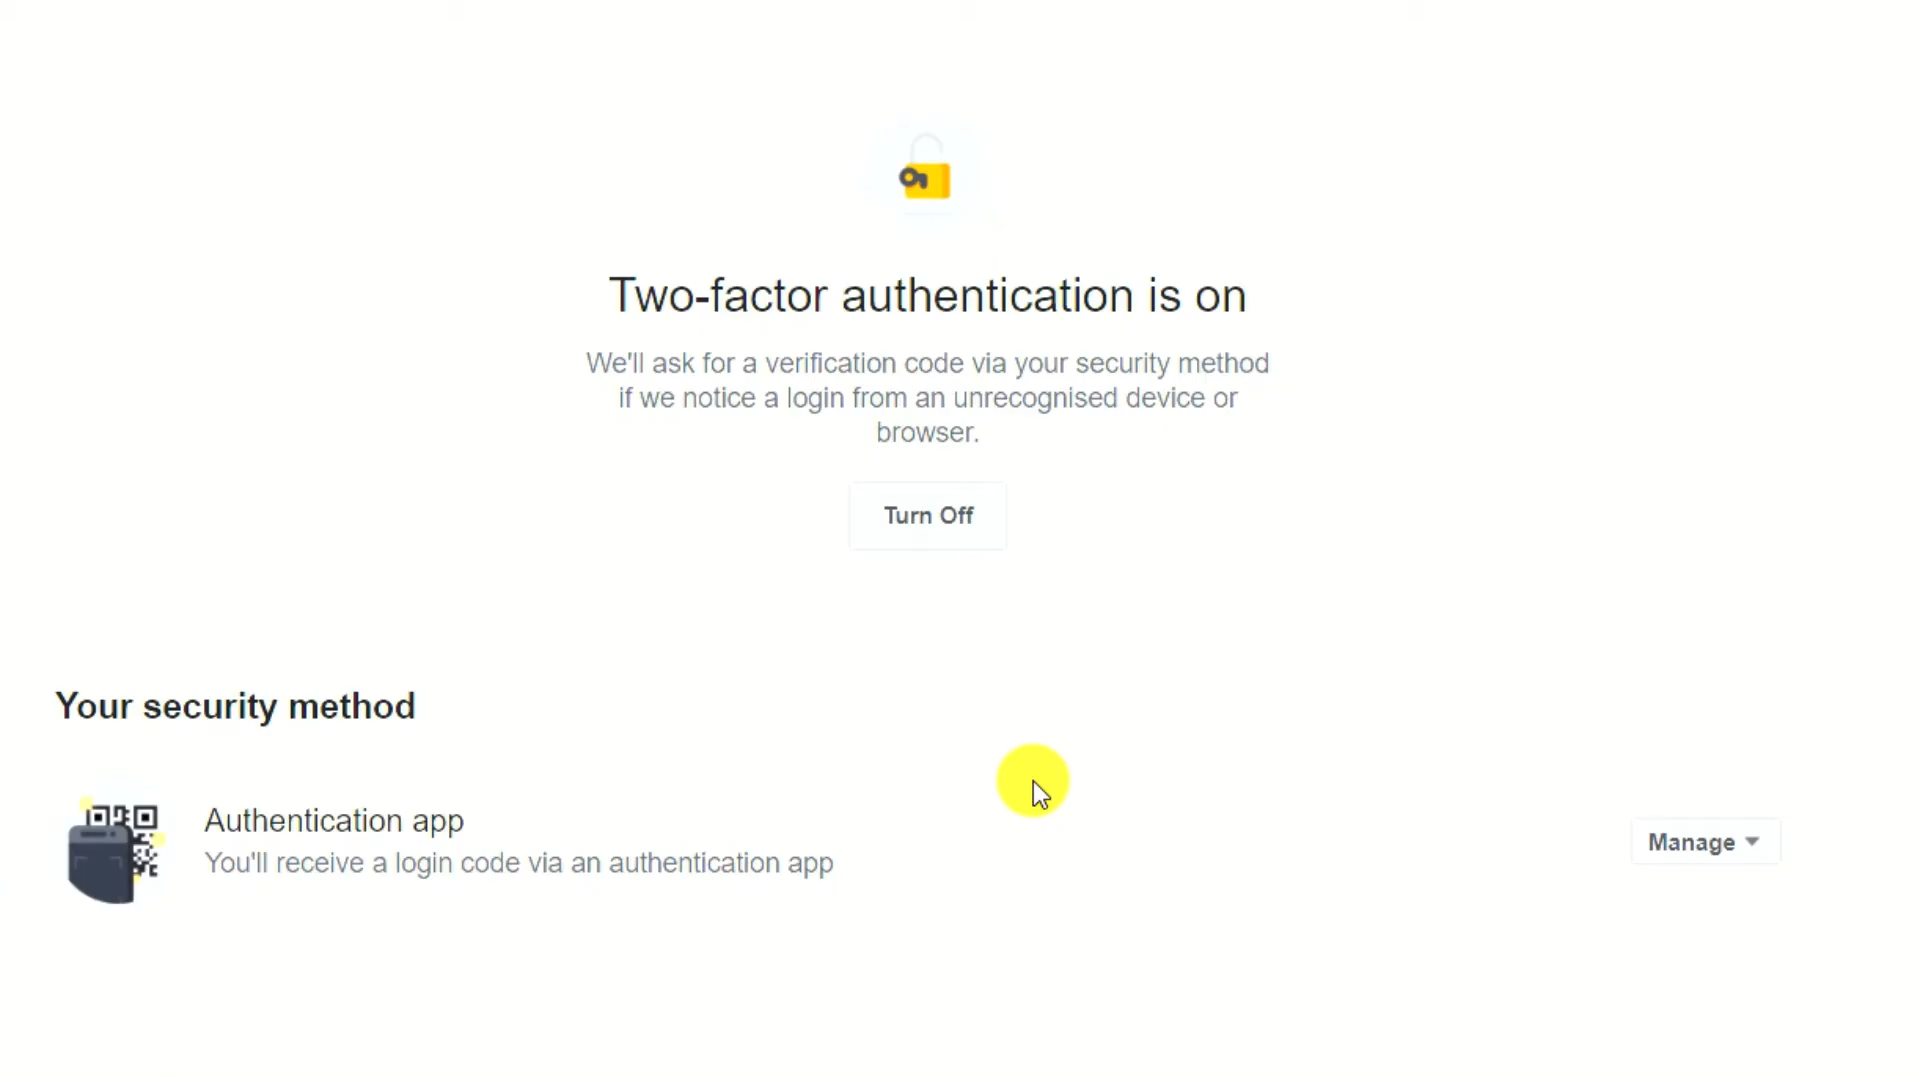 Two-factor authentication is on
We'll ask for a verification code via your security method
if we notice a login from an unrecognised device or
browser.
Turn Off
Your security method
Authentication app
You'll receive a login code via an authentication app
Manage